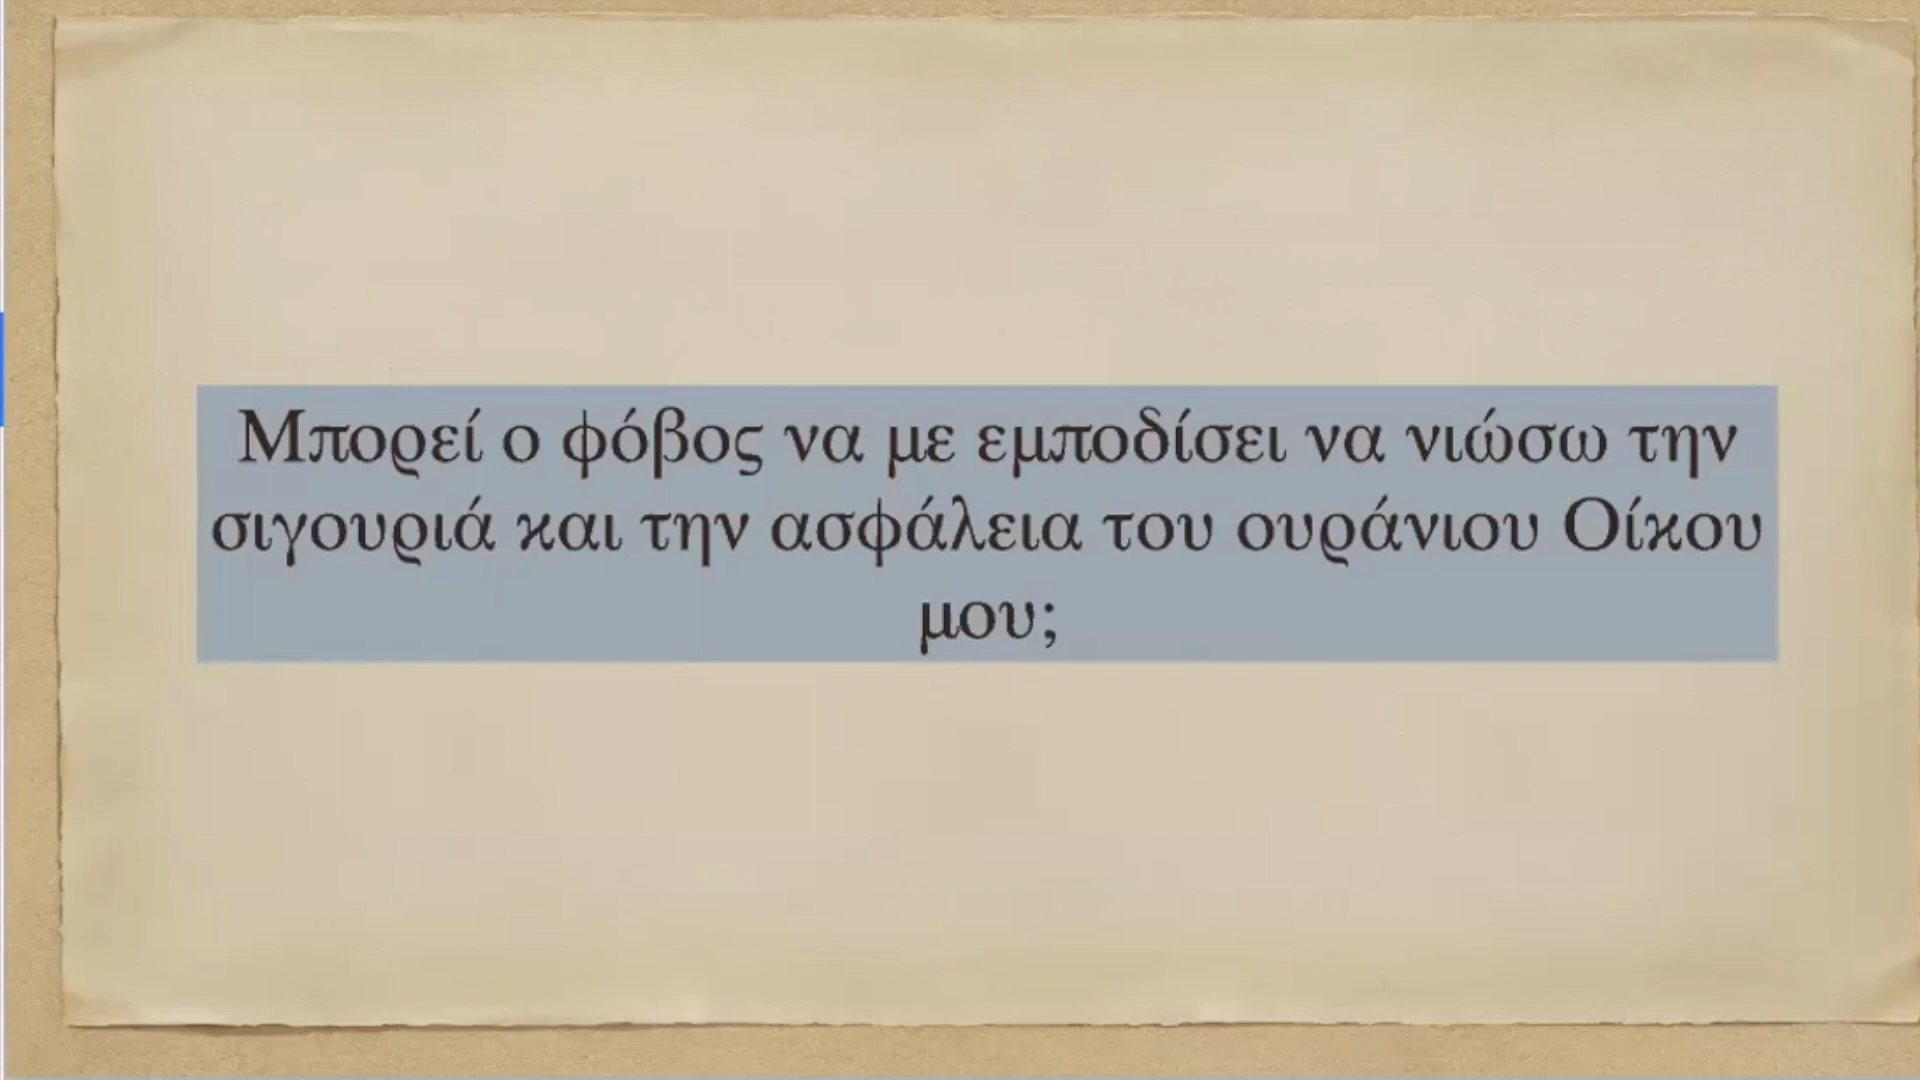 Μπορεί ο φόβος να με εμποδίσει να νιώσω την
σιγουριά και την ασφάλεια του ουράνιου Οίκου
μου;